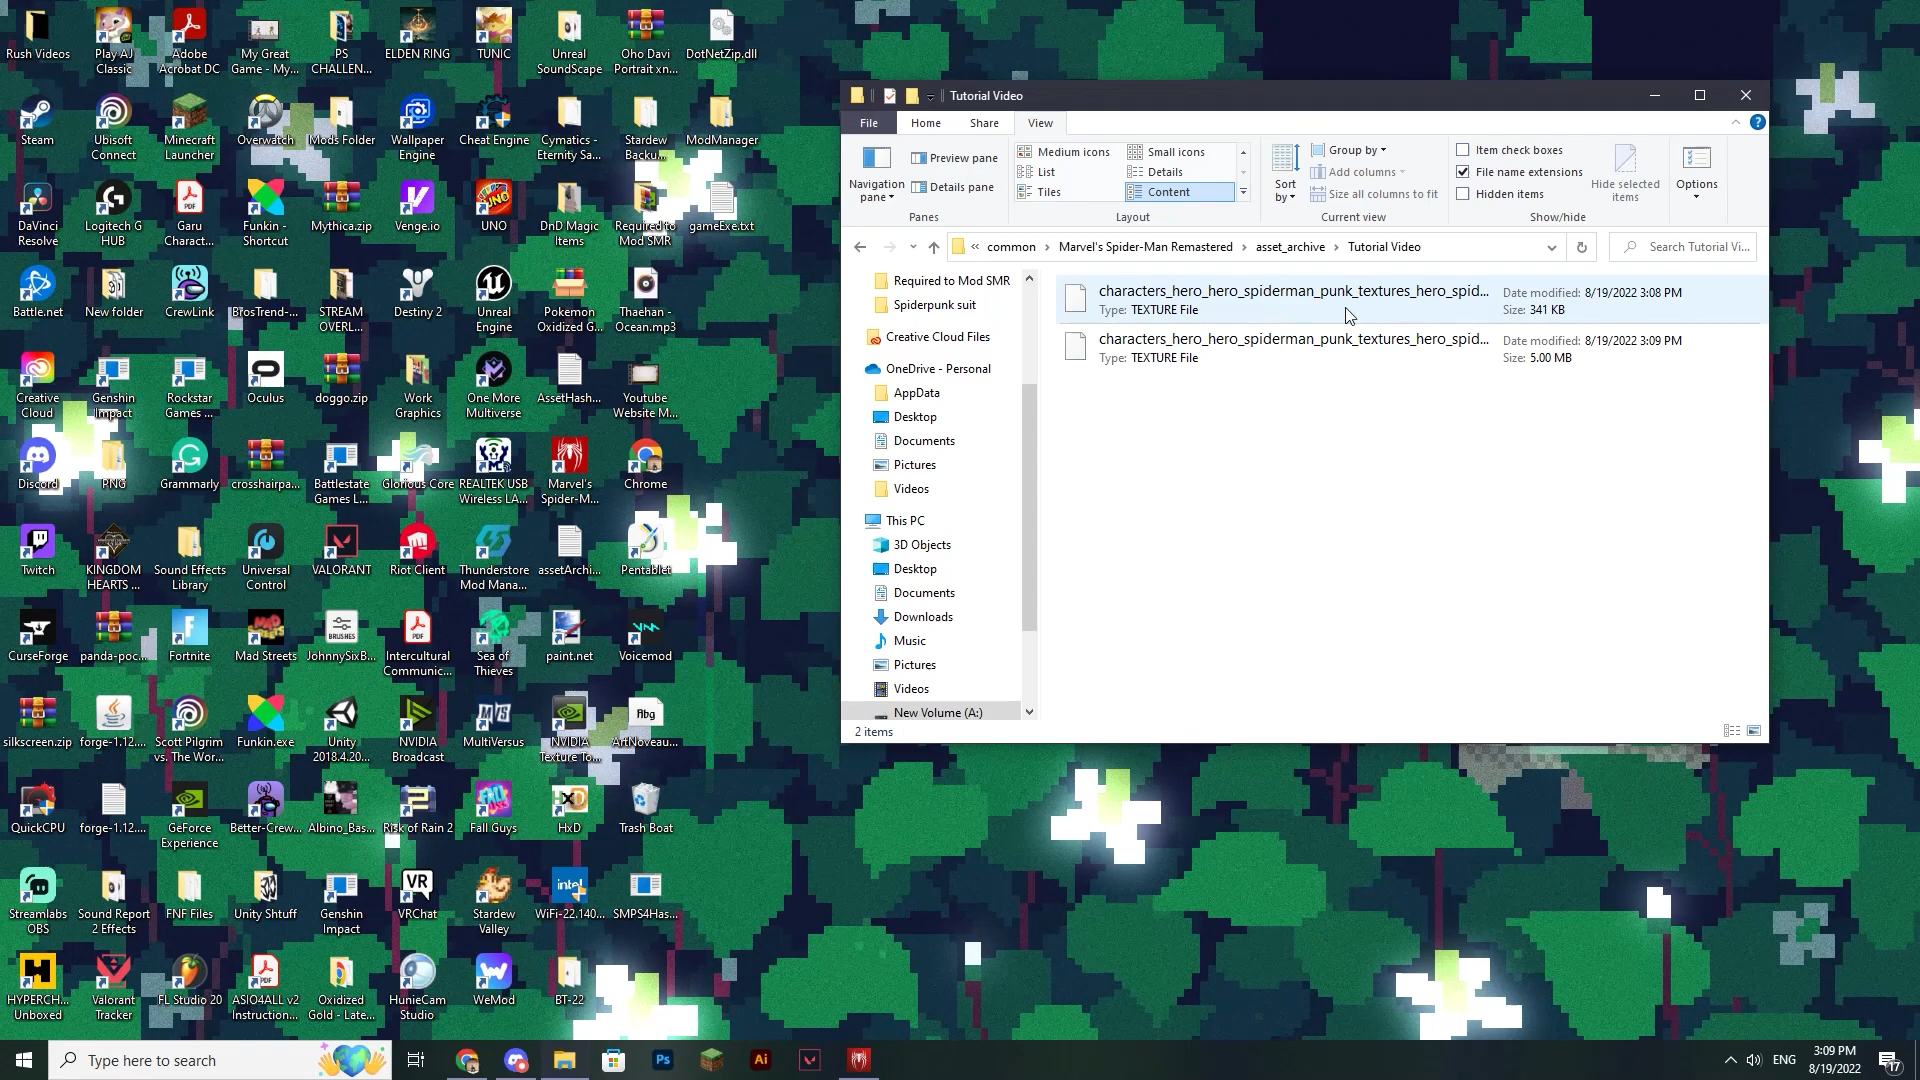 Rush Videos
Play AJ
Classic
Adobe
Acrobat DC
My Great
Game - My...
PS
CHALLEN...
ELDEN RING
TUNIC
Unreal
SoundScape
Oho Davi
Portrait xn...
DotNetZip.dll
Steam
Ubisoft
Connect
Minecraft
Launcher
Overwatch
Mods Folder
Wallpaper
Engine
Cheat Engine
Cymatics -
Eternity Sa...
Stardew
Backu...
ModManager
DaVinci
Resolve
Logitech G
HUB
Garu
Charact...
Funkin -
Shortcut
Mythica.zip
Venge.io
UNO
DnD Magic
Items
Required to
Mod SMR
gameExe.txt
Battle.net
New folder
CrewLink
BrosTrend-...
STREAM
OVERL...
Destiny 2
Unreal
Engine
Pokemon
Oxidized G...
Thaehan -
Ocean.mp3
Creative
Cloud
Genshin
Impact
Rockstar
Games ...
Oculus
doggo.zip
Work
Graphics
One More
Multiverse
AssetHash...
Youtube
Website M...
Discord
PNG
Grammarly
crosshairpa...
Battlestate
Games L...
Glorious Core
REALTEK USB
Wireless LA...
Marvel's
Spider-M...
Chrome
Twitch
KINGDOM
HEARTS ...
Sound Effects
Library
Universal
Control
VALORANT
Riot Client
Thunderstore
Mod Mana...
assetArchi...
Pentablet
CurseForge
panda-poc...
Fortnite
Mad Streets
BRUSHES
JohnnySixB...
Intercultural
Communic...
Sea of
Thieves
paint.net
Voicemod
silkscreen.zip
forge-1.12....
Scott Pilgrim
vs. The Wor...
Funkin.exe
Unity
2018.4.20...
NVIDIA
Broadcast
MultiVersus
NVIDIA
Texture To...
Abg
ArtNoveau...
QuickCPU
forge-1.12....
GeForce
Experience
Better-Crew...
Albino_Bas...
Risk of Rain 2
Fall Guys
HxD
Trash Boat
Streamlabs
OBS
Sound Report
2 Effects
FNF Files
Unity Shtuff
Genshin
Impact
VR
VRChat
Stardew
Valley
intel
WiFi-22.140...
SMPS4Has...
HYPERCH...
Unboxed
Valorant
Tracker
FL Studio 20
ASIO4ALL v2
Instruction...
Oxidized
Gold - Late...
HunieCam
Studio
WeMod
BT-22
Tutorial Video
File Home Share View
Navigation
pane
Preview pane
Details pane
Panes
Medium icons Small icons
List Details
Tiles Content
Layout
Sort
by
Group by
Add columns
Size all columns to fit
Current view
Item check boxes
File name extensions
Hidden items
Hide selected
items
Show/hide
Options
« common > Marvel's Spider-Man Remastered > asset_archive > Tutorial Video
Search Tutorial Vi...
Required to Mod SMR
Spiderpunk suit
Creative Cloud Files
OneDrive - Personal
AppData
Desktop
Documents
Pictures
Videos
This PC
3D Objects
Desktop
Documents
Downloads
Music
Pictures
Videos
New Volume (A:)
characters_hero_hero_spiderman_punk_textures_hero_spid... Date modified: 8/19/2022 3:08 PM
Type: TEXTURE File Size: 341 KB
characters_hero_hero_spiderman_punk_textures_hero_spid... Date modified: 8/19/2022 3:09 PM
Type: TEXTURE File Size: 5.00 MB
2 items
Type here to search
Ps
Ai
ENG
3:09 PM
8/19/2022
17